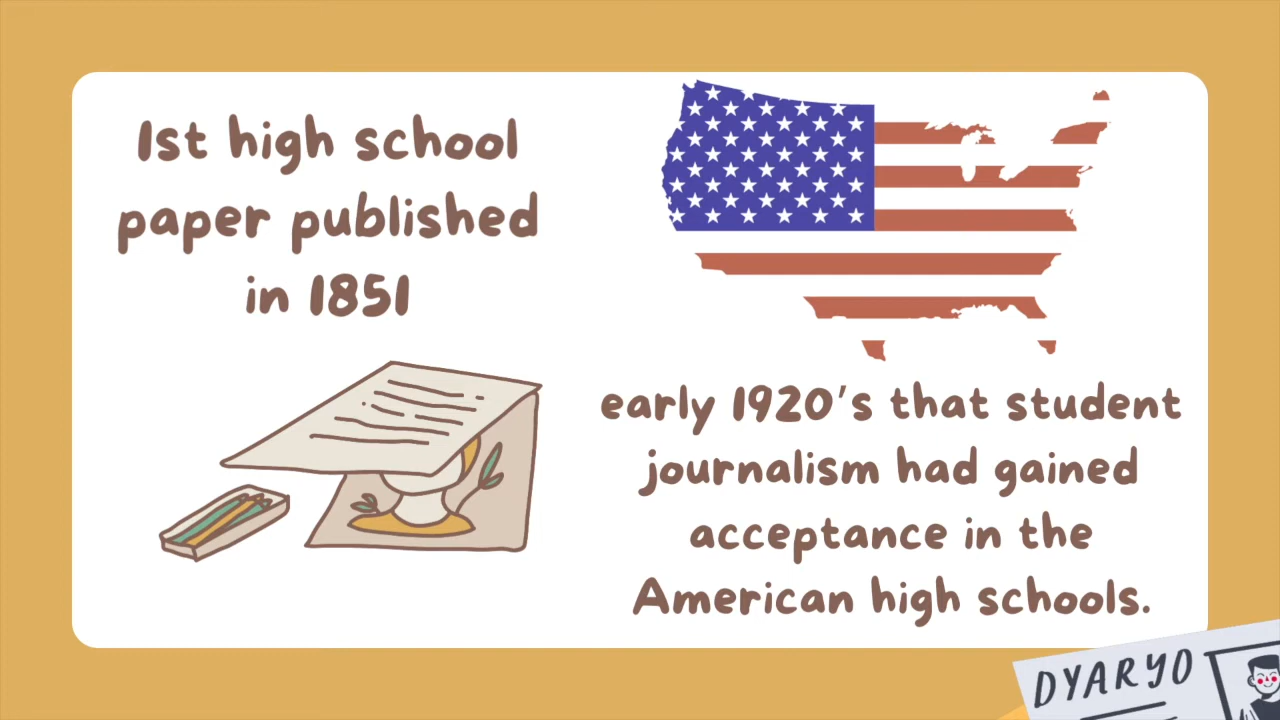 1st high school
paper published
in 1851
early 1920's that student
journalism had gained
acceptance in the
American high schools.
DYARYO